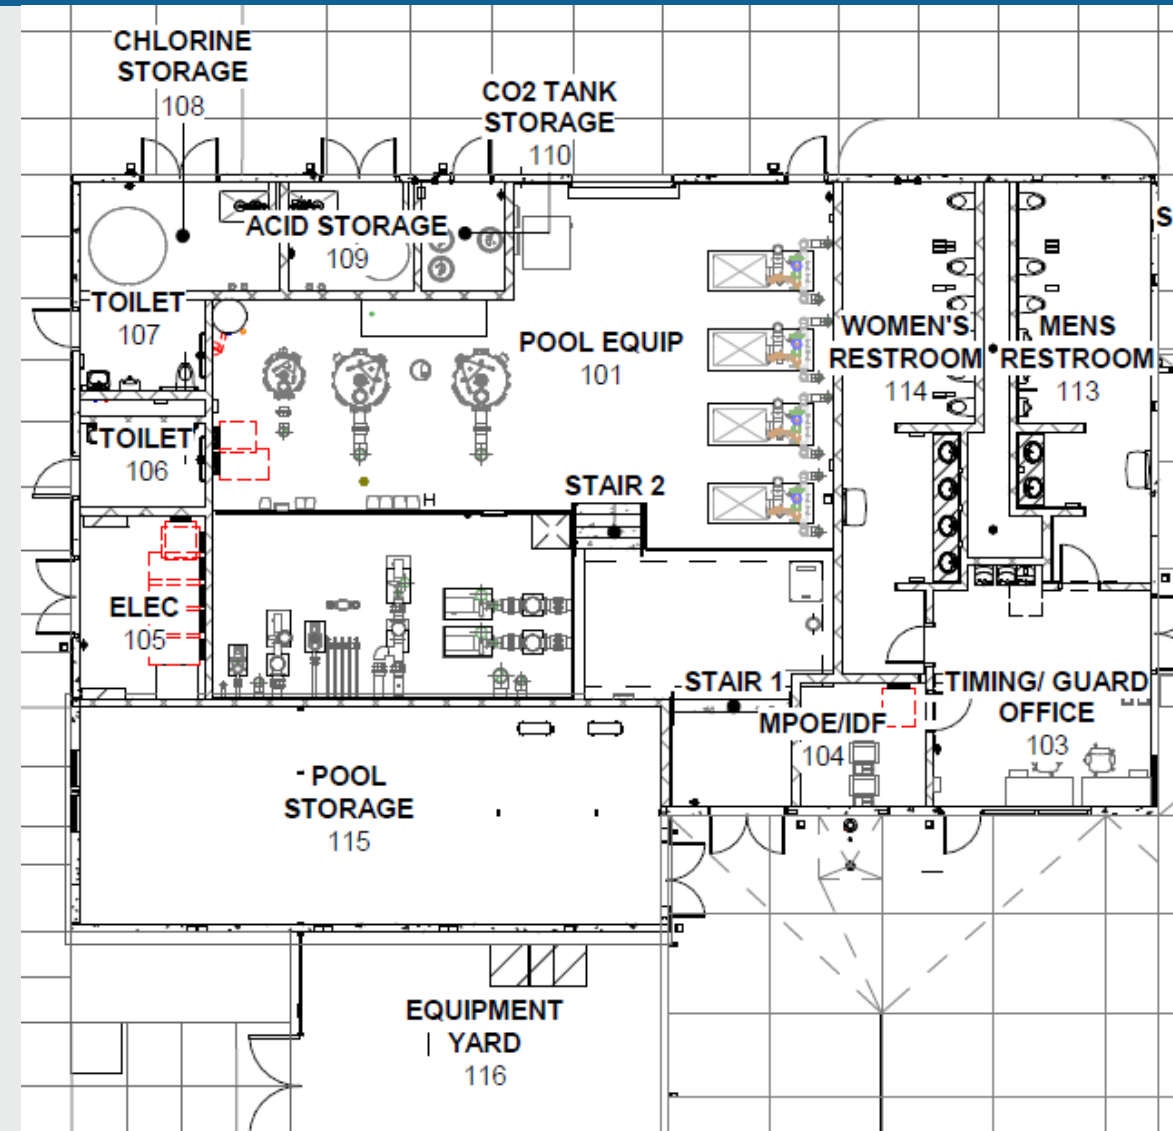 CHLORINE
STORAGE
108
CO2 TANK
STORAGE
110
ACID STORAGE
109
TOILET
107
POOL EQUIP
101
WOMEN'S
RESTROOM
114
MENS
RESTROOM
113
S
TOILET
106
STAIR 2
H
ELEC
105
STAIR 1
TIMING/ GUARD
OFFICE
103
MPOE/IDF
104
POOL
STORAGE
115
EQUIPMENT
YARD
116